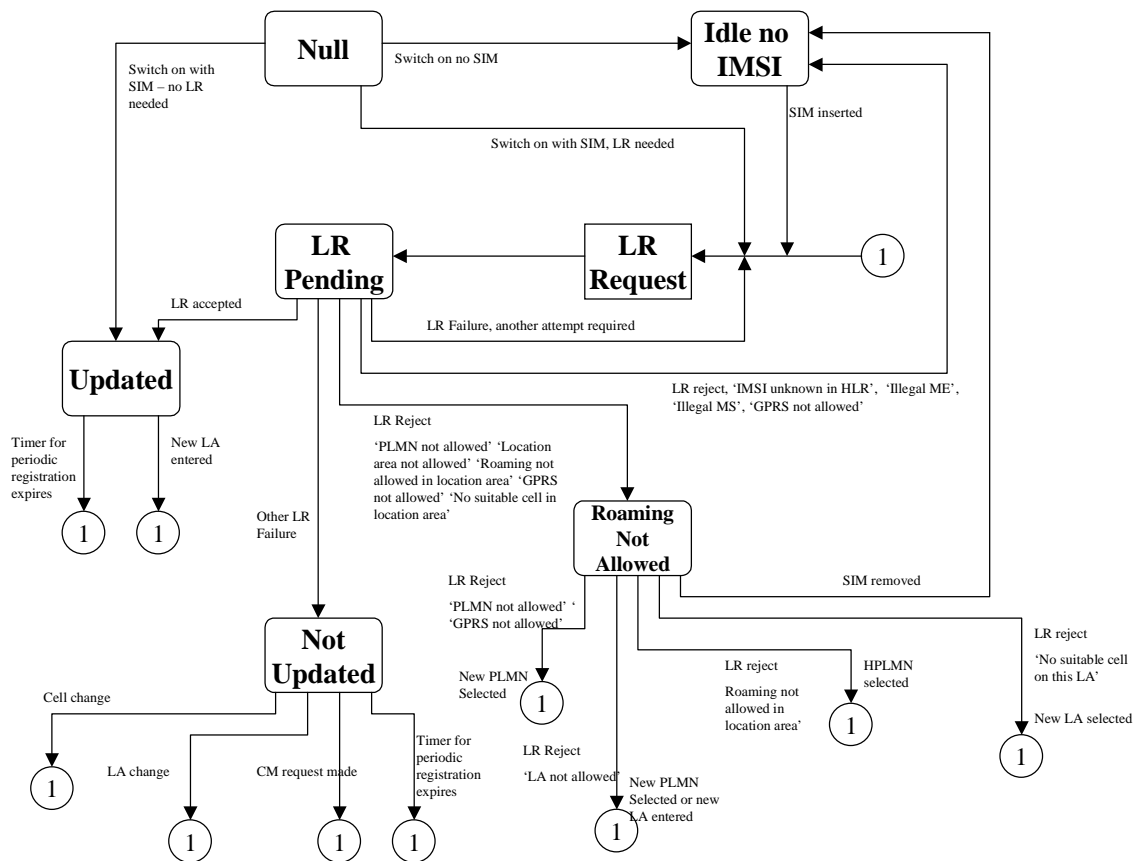 Null
Idle no
IMSI
Switch on with
SIM – no LR
needed
Switch on no SIM
SIM inserted
Switch on with SIM, LR needed
LR
Pending
LR
Request
1
LR accepted
LR Failure, another attempt required
Updated
LR reject, ‘IMSI unknown in HLR’, ‘Illegal ME’,
‘Illegal MS’, ‘GPRS not allowed’
LR Reject
‘PLMN not allowed’ ‘Location
area not allowed’ ‘Roaming not
allowed in location area’ ‘GPRS
not allowed’ ‘No suitable cell in
location area’
Timer for
periodic
registration
expires
New LA
entered
1
1
Other LR
Failure
Roaming
Not
Allowed
SIM removed
LR Reject
‘PLMN not allowed’ ‘
‘GPRS not allowed’
Not
Updated
LR reject
‘No suitable cell
on this LA’
New PLMN
Selected
1
LR reject
Roaming not
allowed in
location area’
HPLMN
selected
1
New LA selected
1
Cell change
1
LA change
1
CM request made
1
Timer for
periodic
registration
expires
1
LR Reject
‘LA not allowed’
New PLMN
Selected or new
LA entered
1